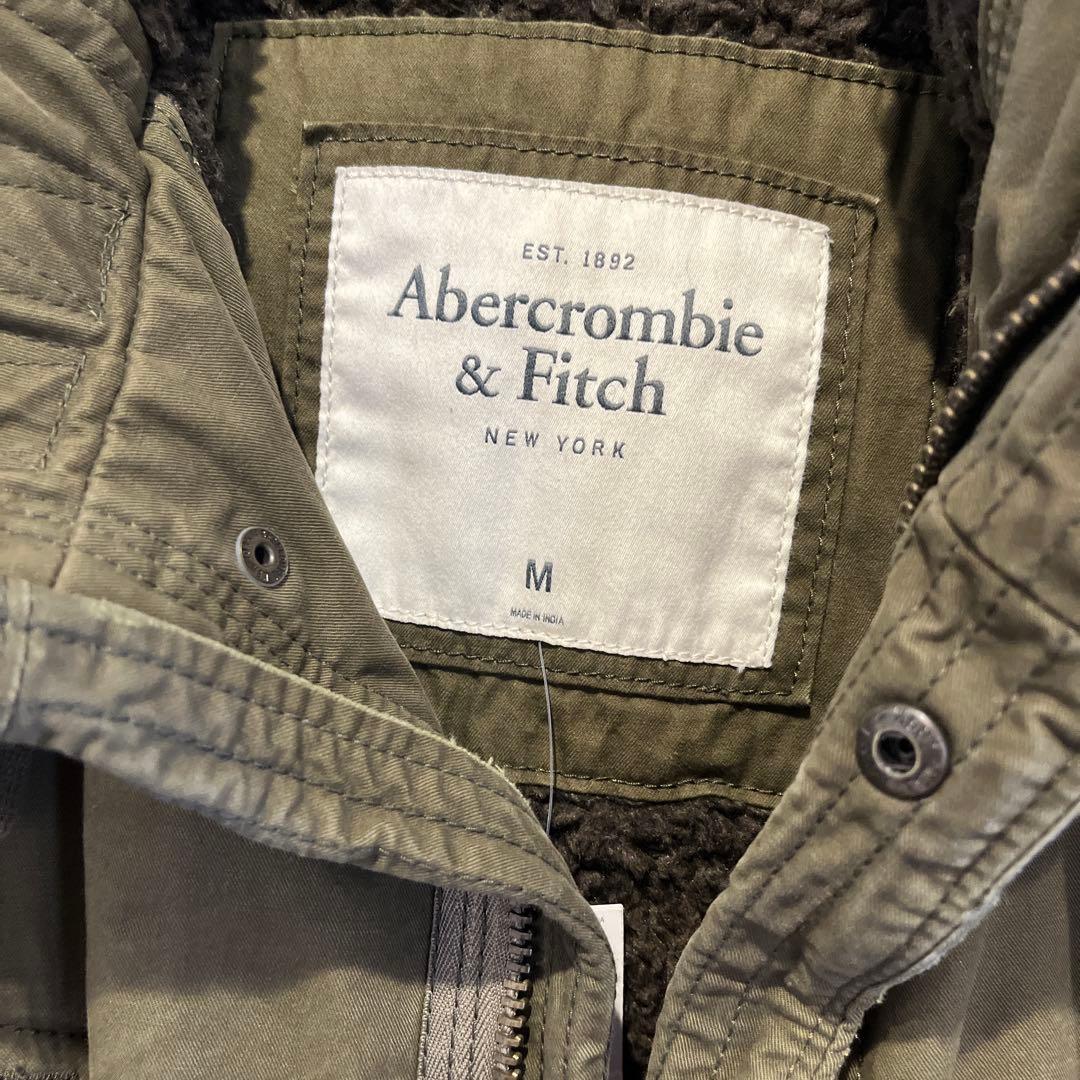 EST. 1892
Abercrombie
& Fitch
NEW YORK
M
MADE IN INDIA